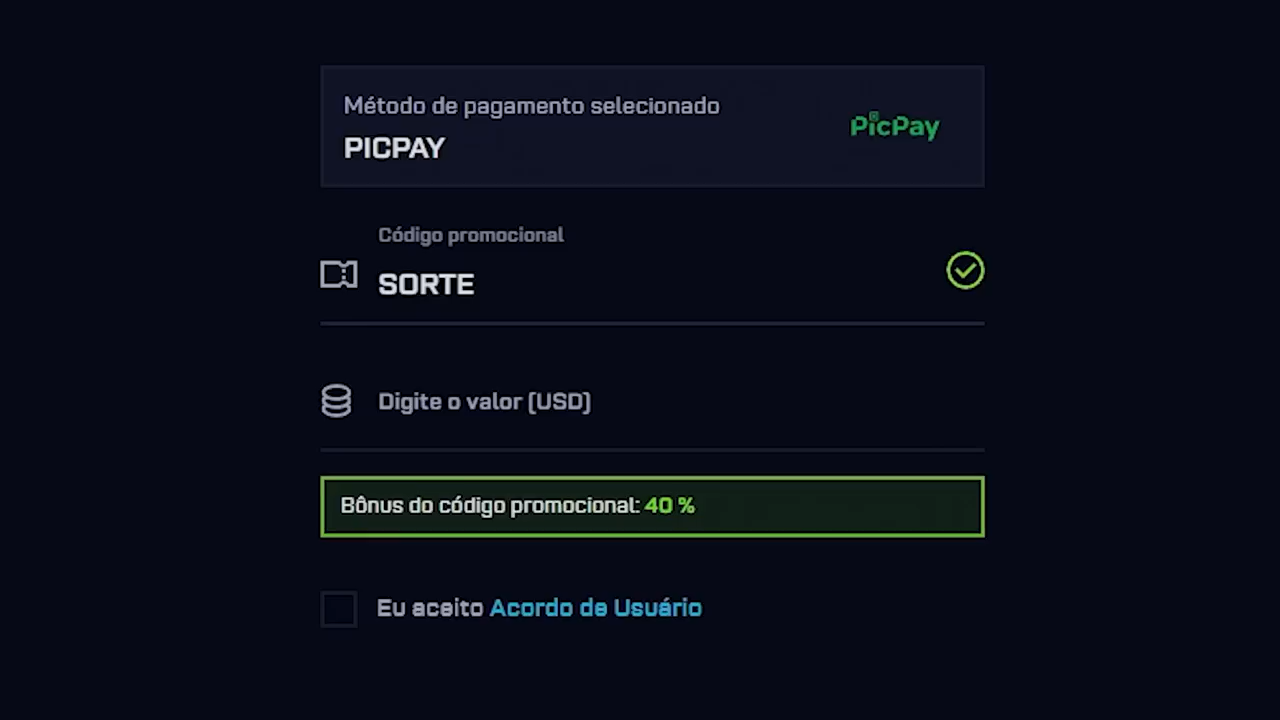 Método de pagamento selecionado
PICPAY
PicPay
Código promocional
SORTE
Digite o valor (USD)
Bônus do código promocional: 40 %
Eu aceito Acordo de Usuário